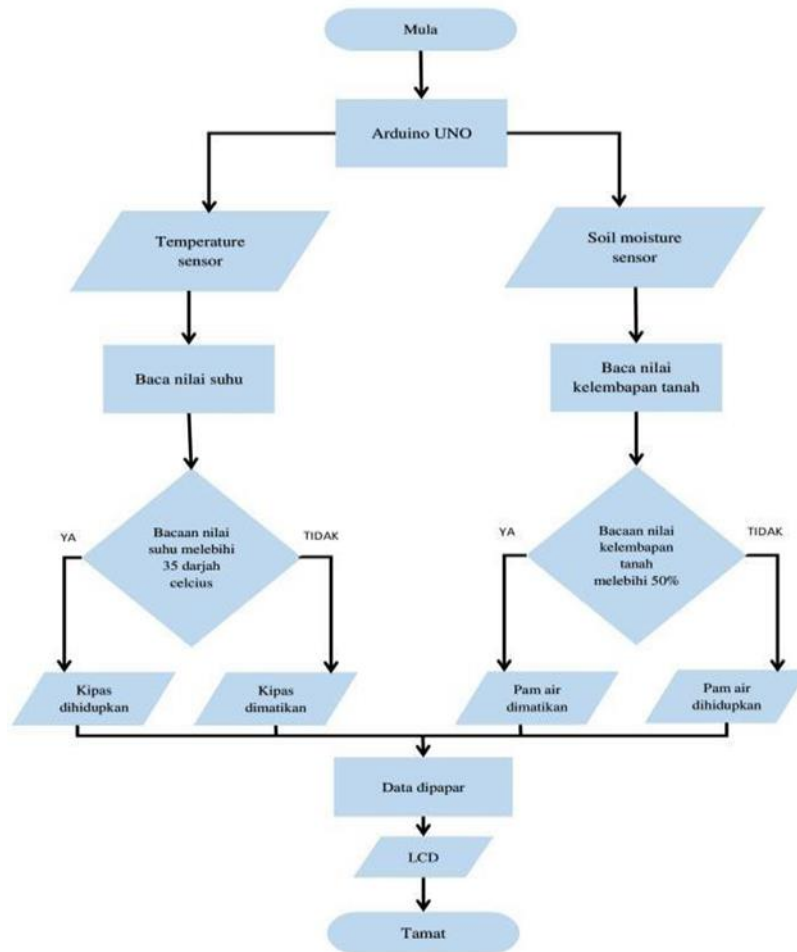 Mula
Arduino UNO
Temperature
sensor
Soil moisture
sensor
Baca nilai suhu
Baca nilai
kelembapan tanah
YA
Bacaan nilai
suhu melebihi
35 darjah
celcius
TIDAK
YA
Bacaan nilai
kelembapan
tanah
melebihi 50%
TIDAK
Kipas
dihidupkan
Kipas
dimatikan
Pam air
dimatikan
Pam air
dihidupkan
Data dipapar
LCD
Tamat